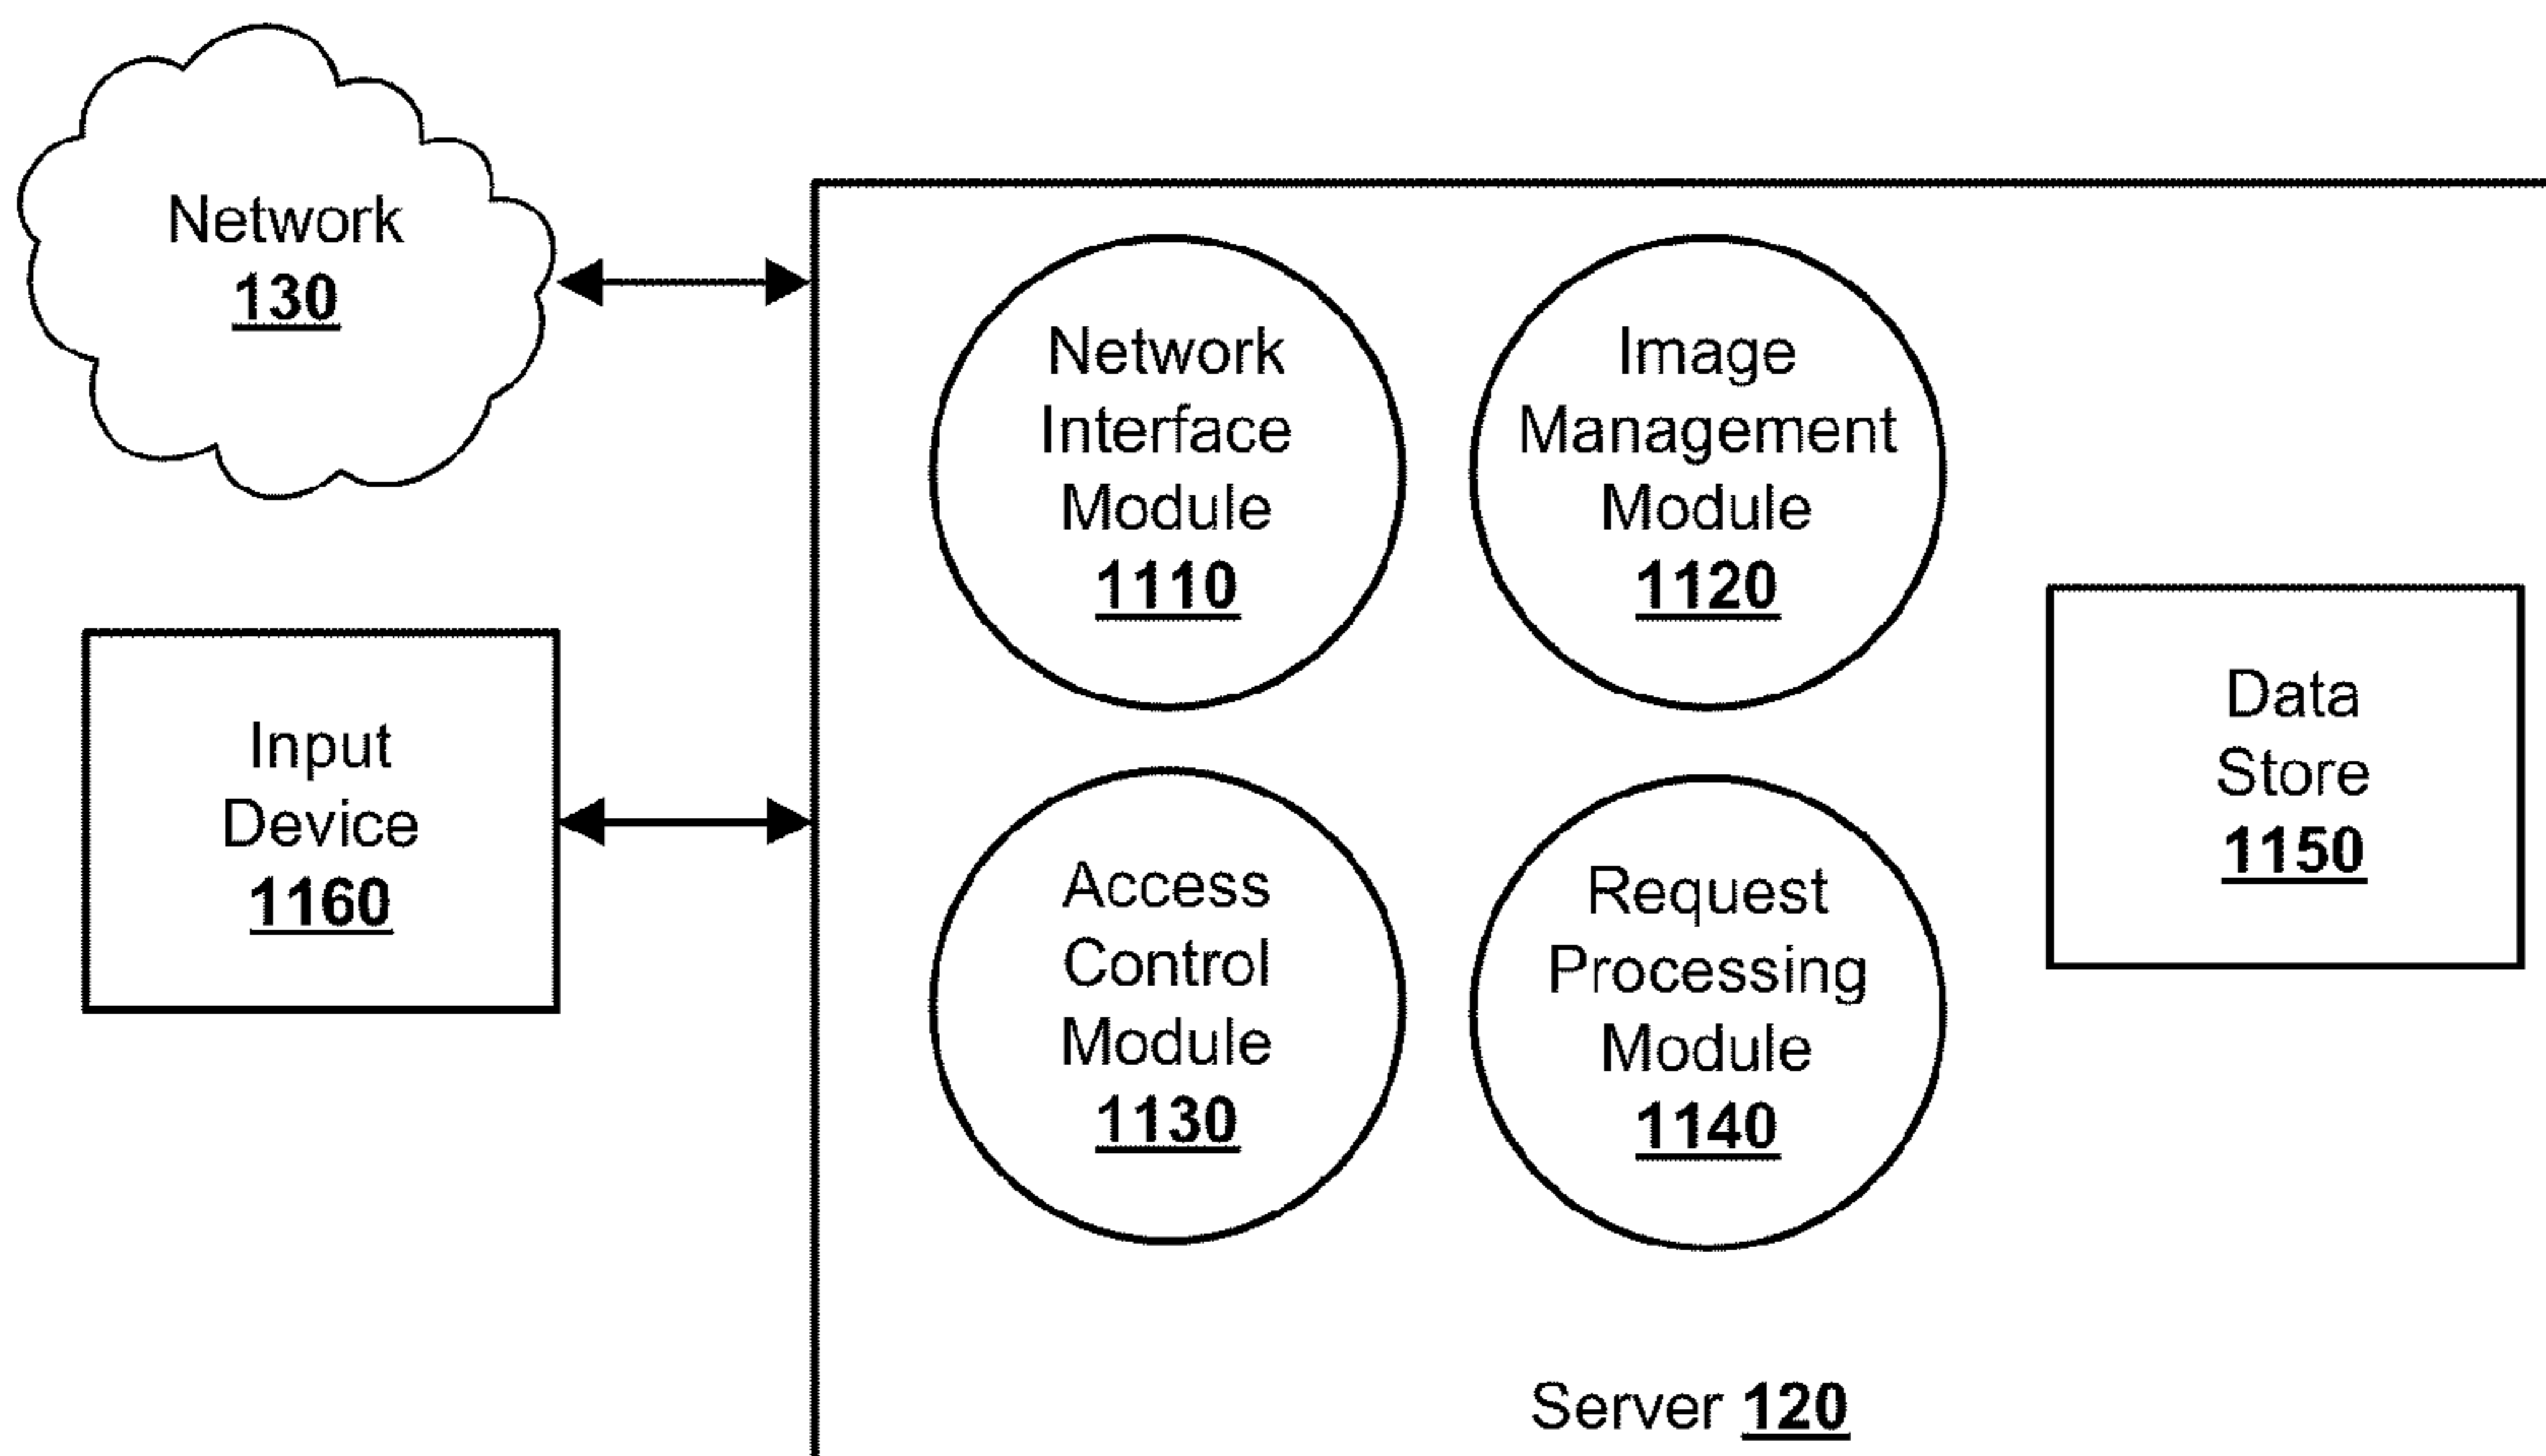 Network
130
Network
Interface
Module
1110
Image
Management
Module
1120
Input
Device
1160
Data
Store
1150
Access
Control
Module
1130
Request
Processing
Module
1140
Server 120